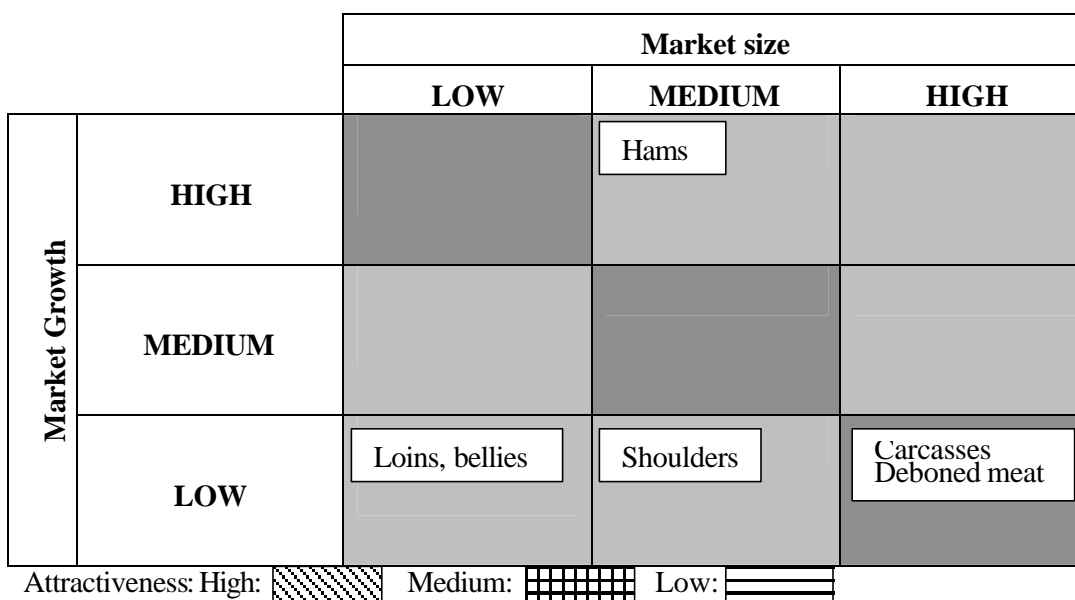 Market size
LOW MEDIUM HIGH
Market Growth
HIGH
Hams
MEDIUM
LOW
Loins, bellies
Shoulders
Carcasses
Deboned meat
Attractiveness: High: Medium: Low: